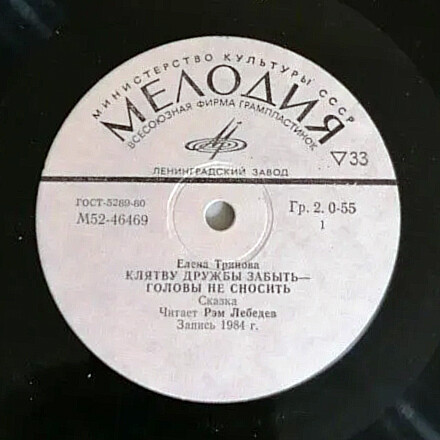 МИНИСТЕРСТВО КУЛЬТУРЫ СССР
МЕЛОДИЯ
ВСЕСОЮЗНАЯ ФИРМА ГРАМПЛАСТИНОК
▽33
ЛЕНИНГРАДСКИЙ ЗАВОД
ГОСТ-5289-80
М52-46469
Гр. 2. 0-55
1
Елена Трянова
КЛЯТВУ ДРУЖБЫ ЗАБЫТЬ—
ГОЛОВЫ НЕ СНОСИТЬ
Сказка
Читает Рэм Лебедев
Запись 1984 г.